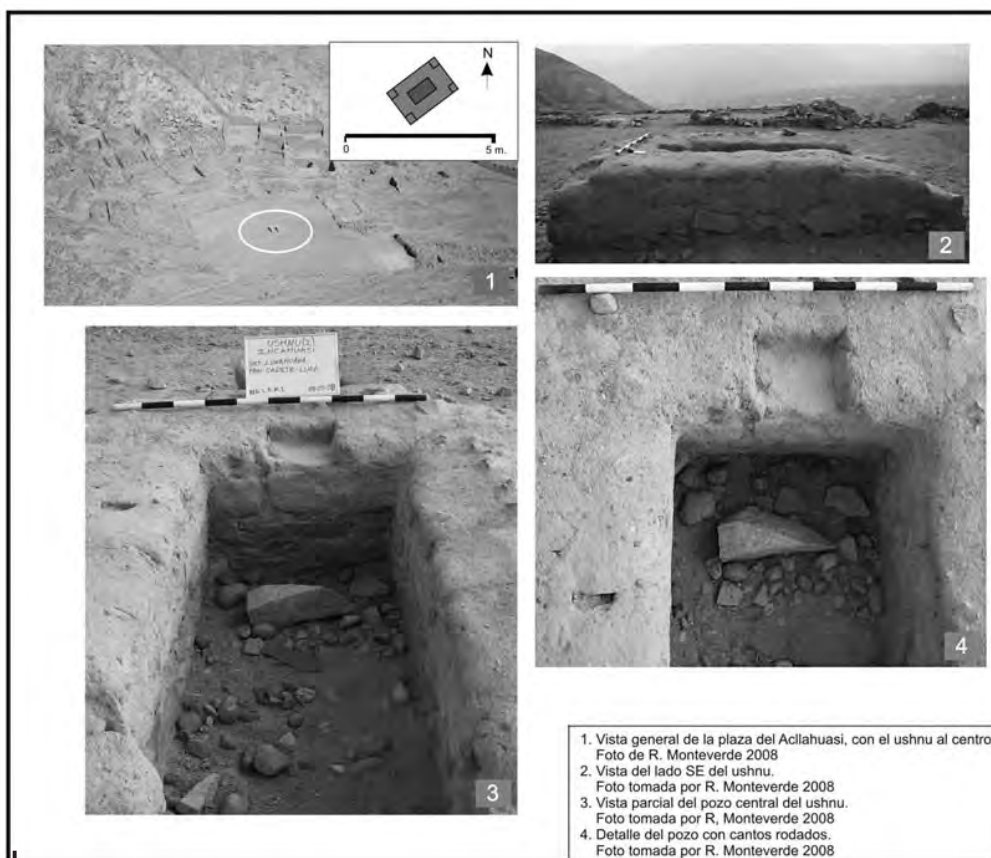 N
0
5 m.
1
2
USHNU(2)
INCAHUASI
3
4
1. Vista general de la plaza del Acllahuasi, con el ushnu al centro
Foto de R. Monteverde 2008
2. Vista del lado SE del ushnu.
Foto tomada por R. Monteverde 2008
3. Vista parcial del pozo central del ushnu.
Foto tomada por R, Monteverde 2008
4. Detalle del pozo con cantos rodados.
Foto tomada por R. Monteverde 2008